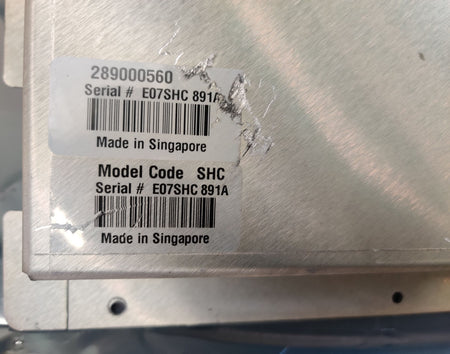 289000560
Serial # E07SHC 891A
Made in Singapore
Model Code SHC
Serial # E07SHC 891A
Made in Singapore